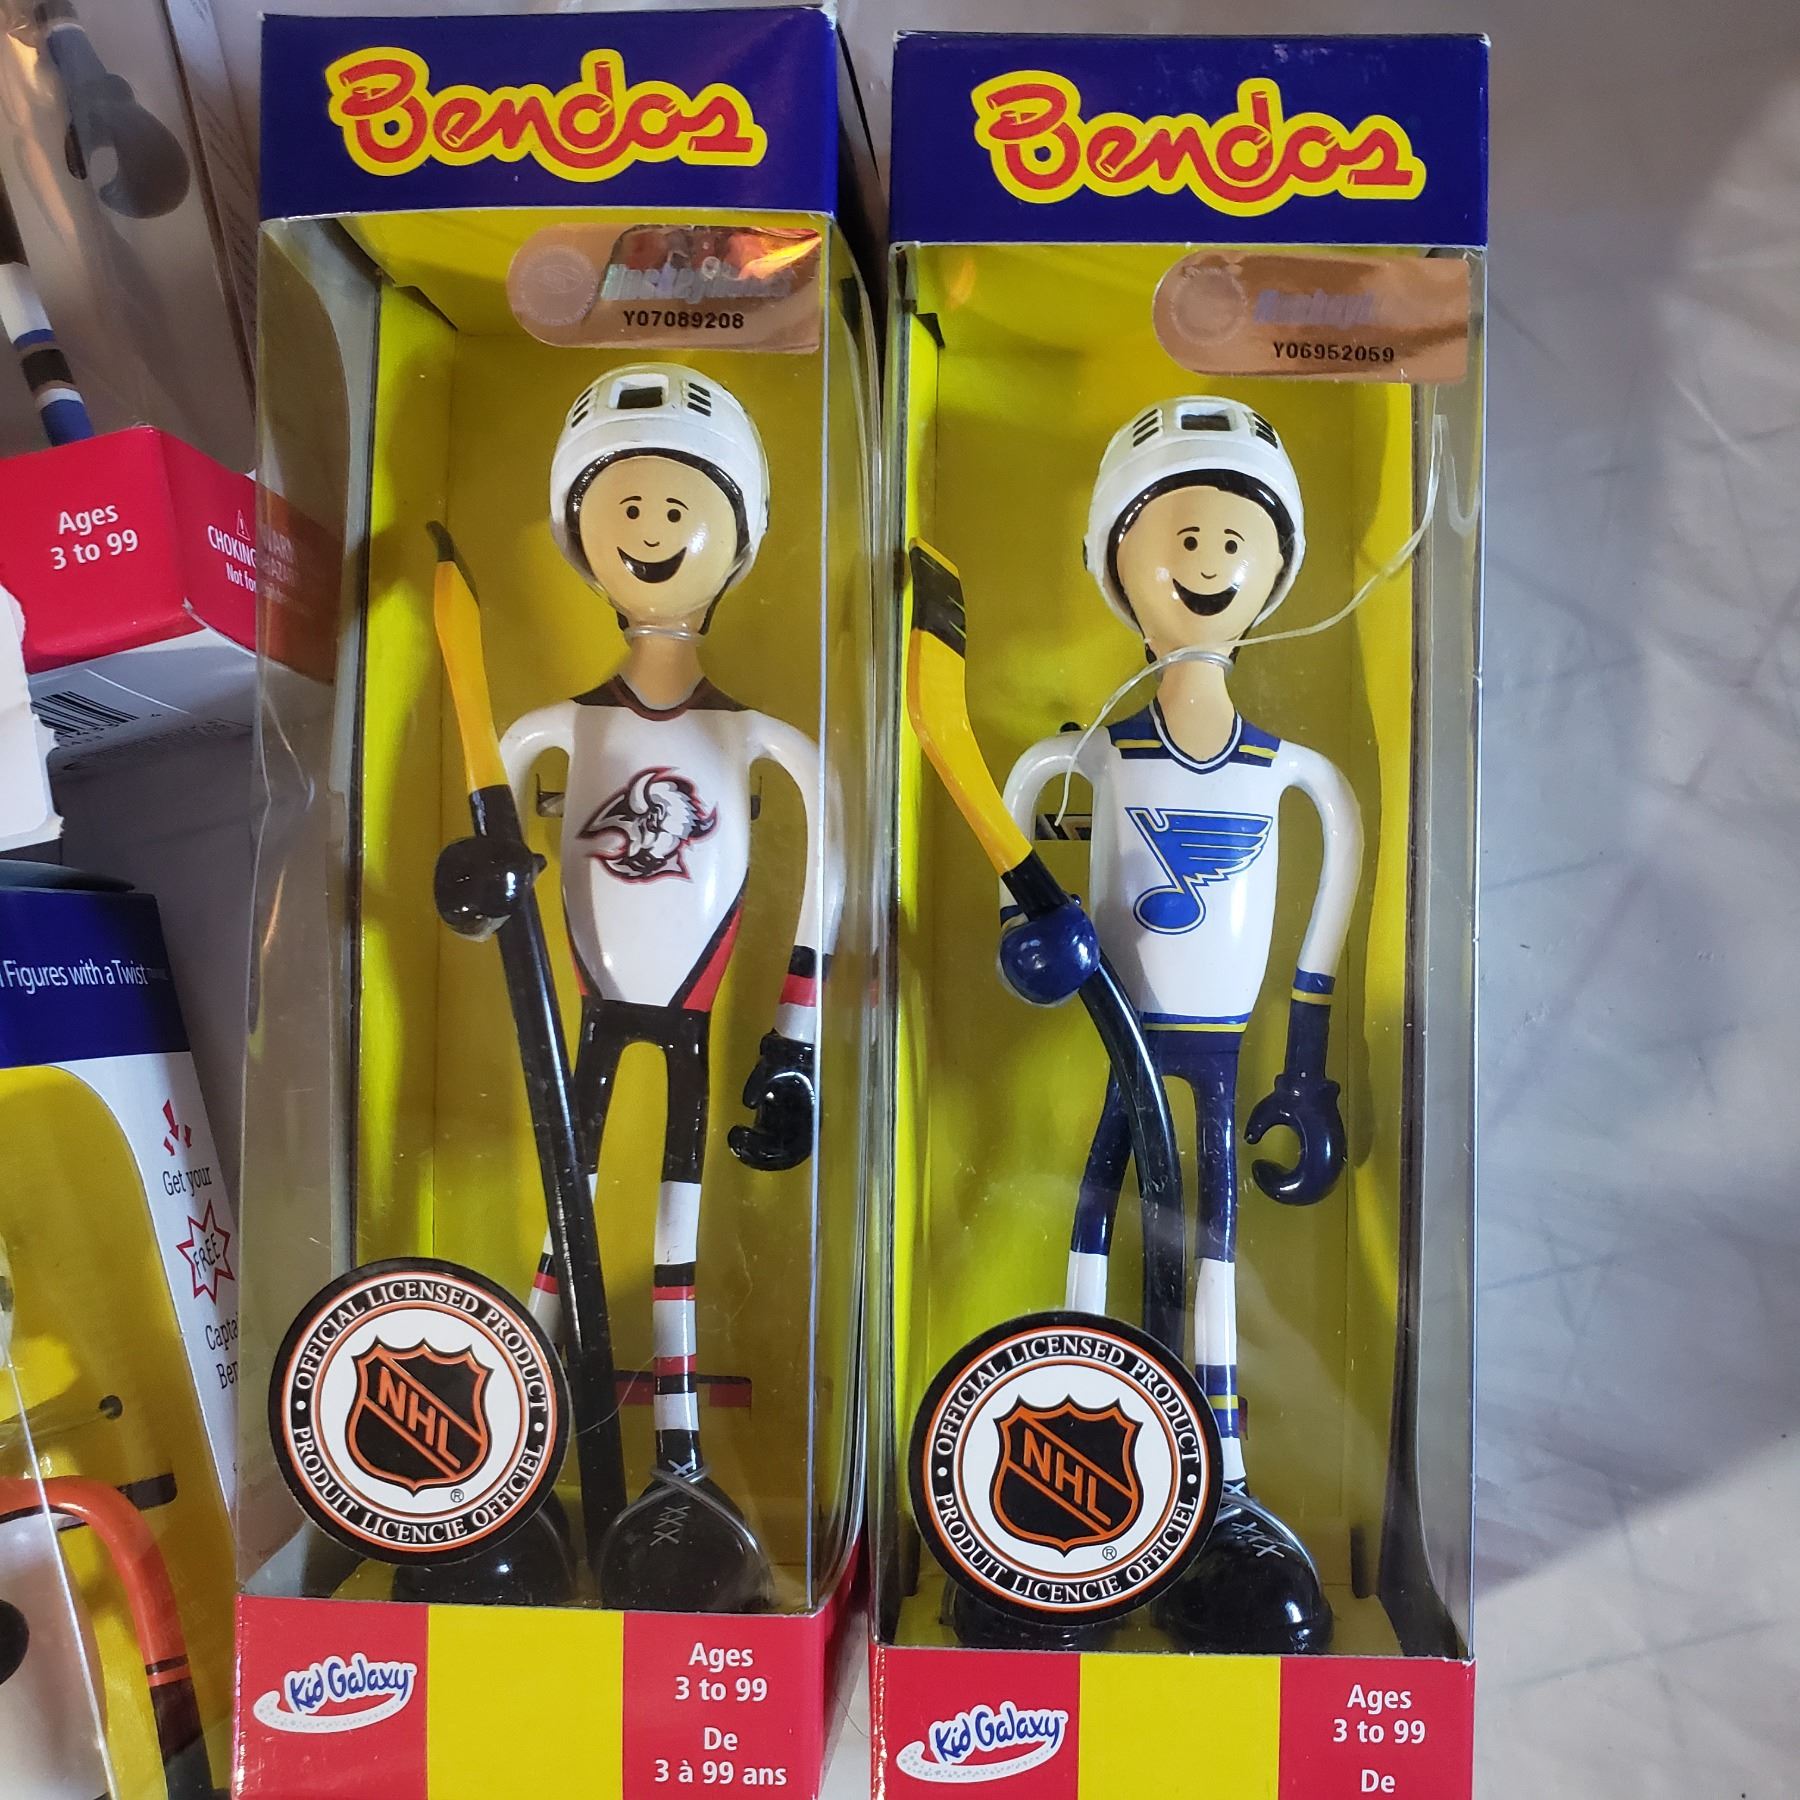 Bendos
Bendos
Y07089208
Y06952059
Ages
3 to 99
CHOKING
Not for
Figures with a Twist
Get your
FREE
OFFICIAL LICENSED PRODUCT
NHL
®
PRODUIT LICENCIE OFFICIEL
OFFICIAL LICENSED PRODUCT
NHL
®
PRODUIT LICENCIE OFFICIEL
Kid Galaxy
Ages
3 to 99
De
3 à 99 ans
Kid Galaxy
Ages
3 to 99
De